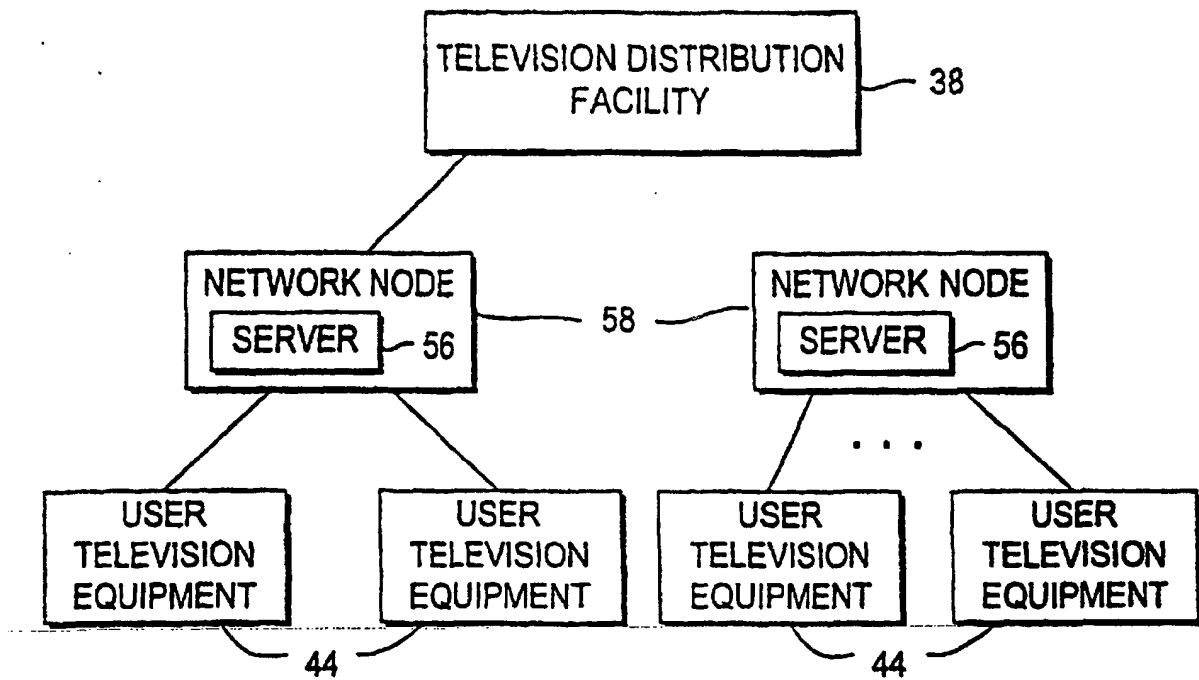 TELEVISION DISTRIBUTION
FACILITY
38
NETWORK NODE
SERVER
56
58
NETWORK NODE
SERVER
56
. . .
USER
TELEVISION
EQUIPMENT
USER
TELEVISION
EQUIPMENT
44
USER
TELEVISION
EQUIPMENT
USER
TELEVISION
EQUIPMENT
44